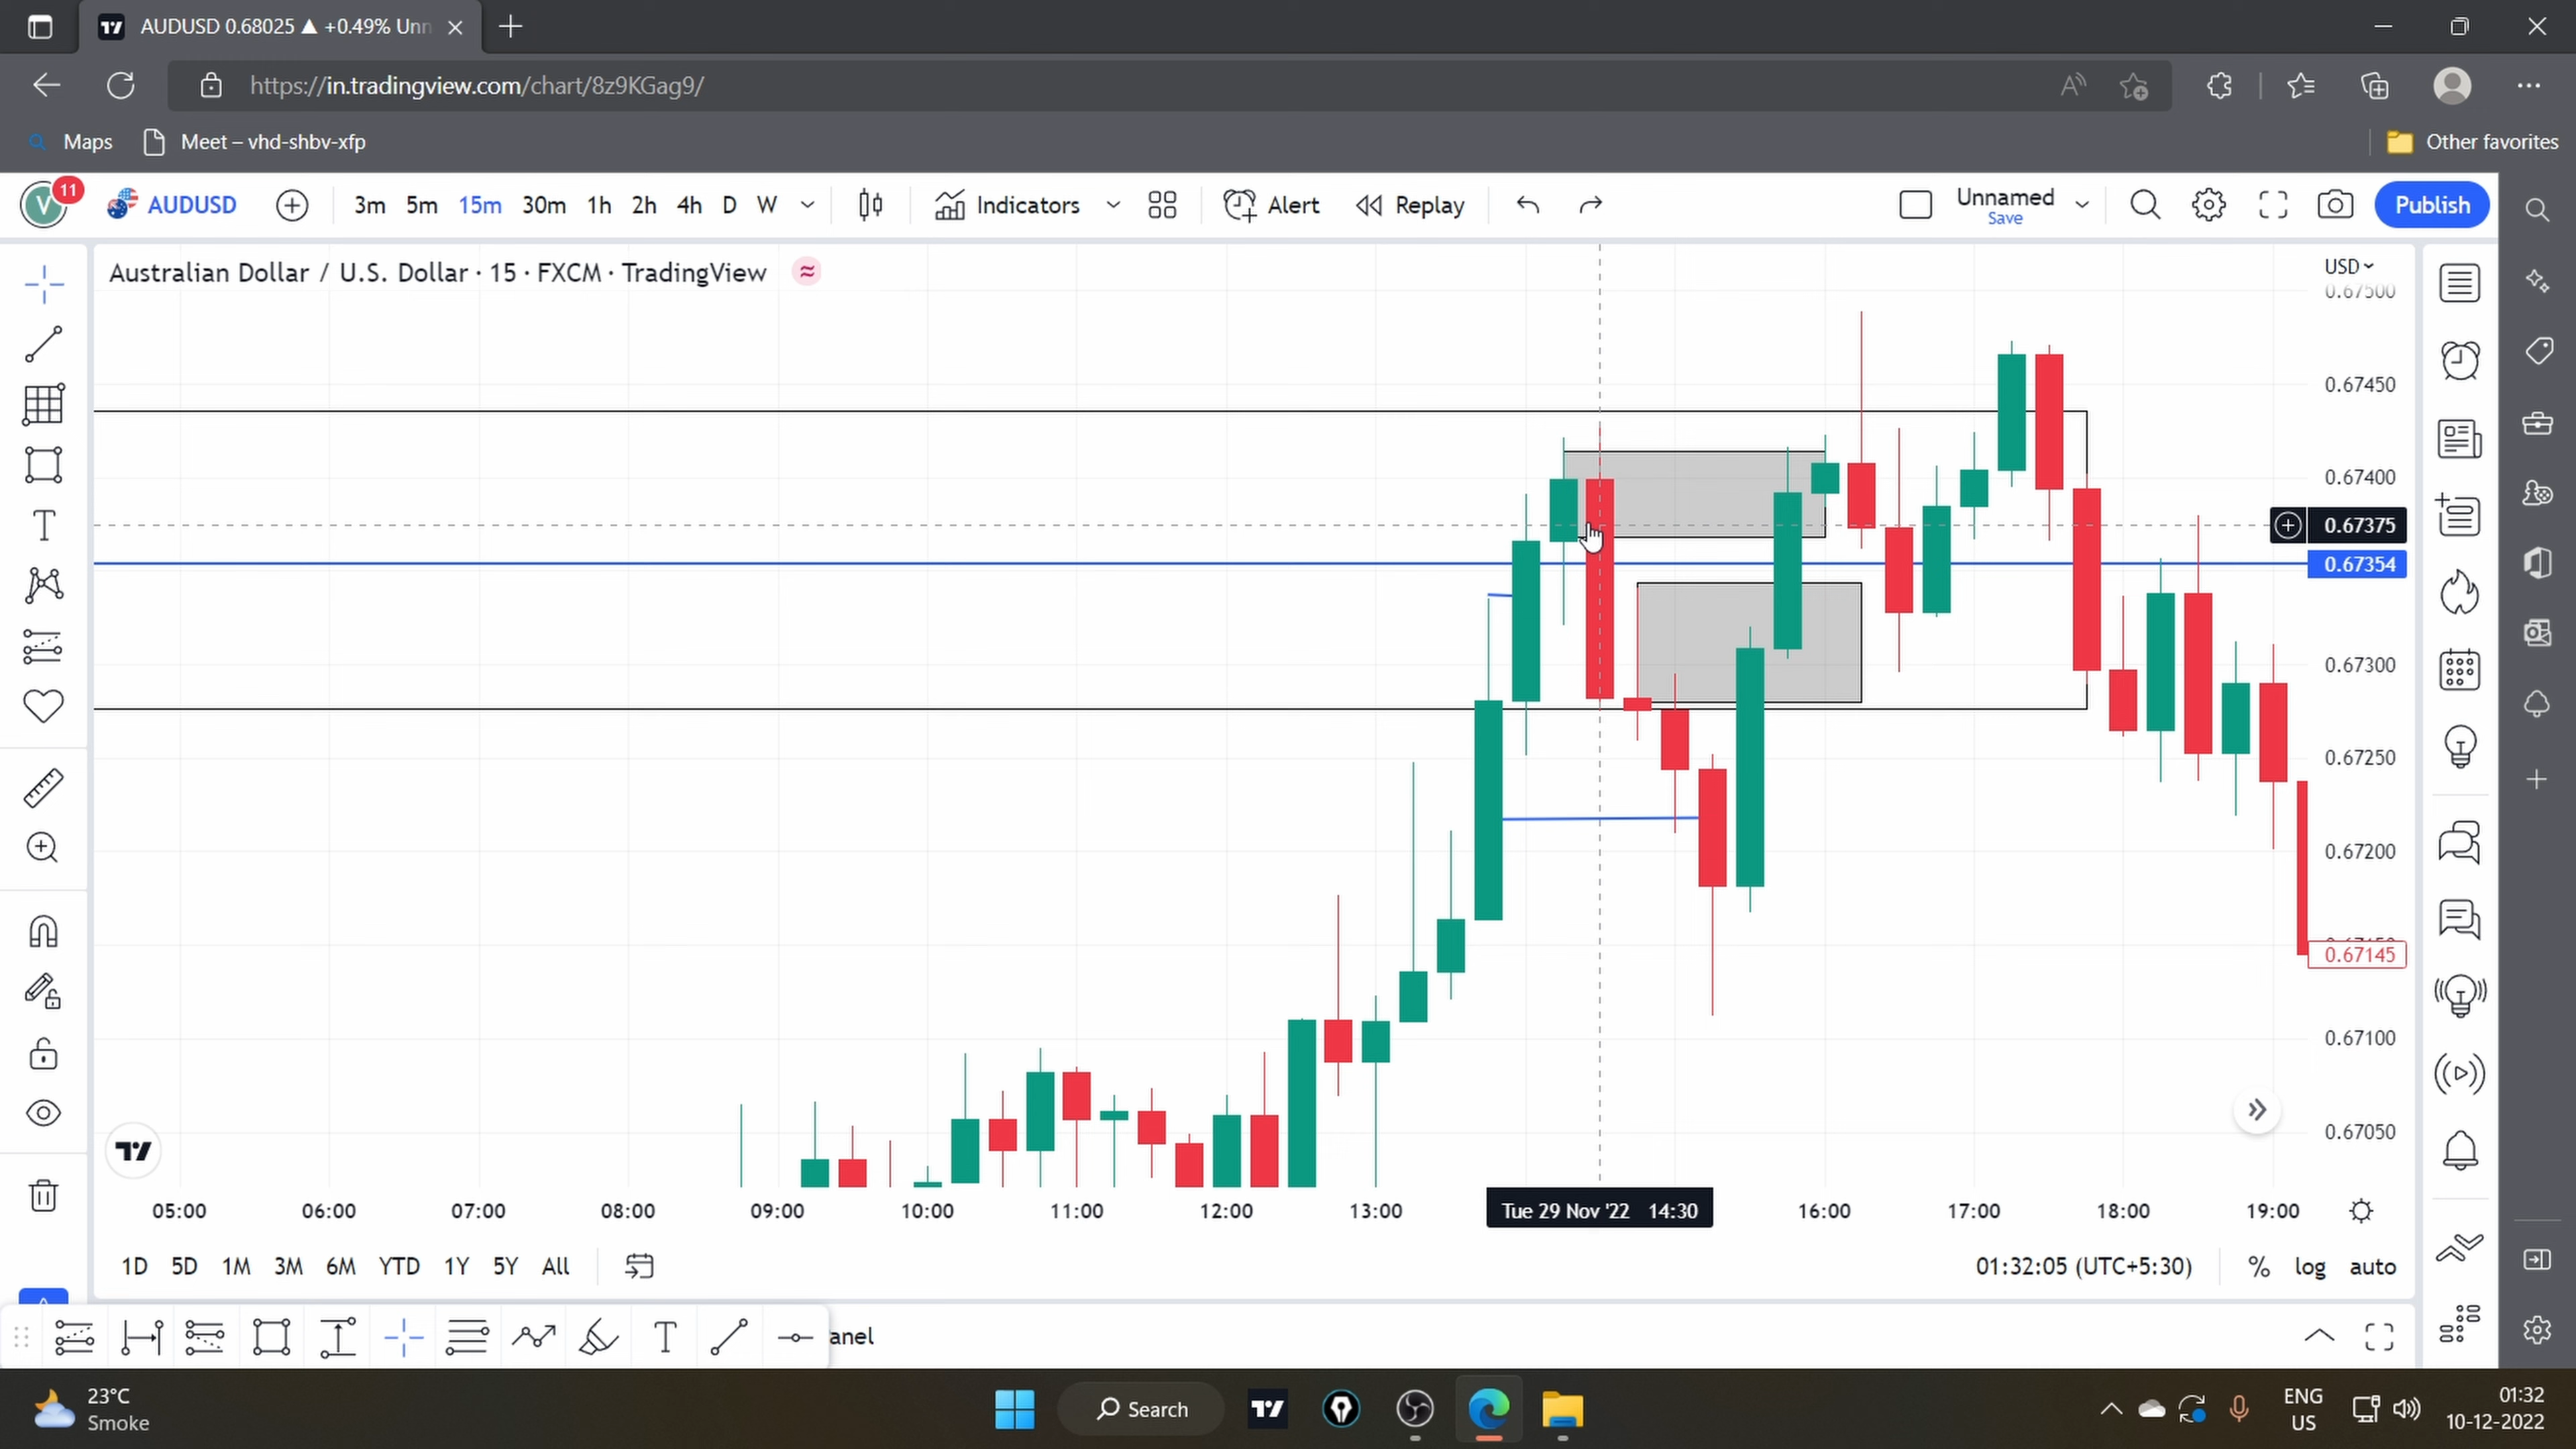 AUDUSD 0.68025 ▲ +0.49% Unn
https://in.tradingview.com/chart/8z9KGag9/
Maps Meet – vhd-shbv-xfp Other favorites
V 11 AUDUSD 3m 5m 15m 30m 1h 2h 4h D W Indicators Alert Replay Unnamed Save Publish
Australian Dollar / U.S. Dollar · 15 · FXCM · TradingView
USD
0.67500
0.67450
0.67400
0.67375
0.67354
0.67300
0.67250
0.67200
0.67145
0.67100
0.67050
05:00 06:00 07:00 08:00 09:00 10:00 11:00 12:00 13:00 Tue 29 Nov '22 14:30 16:00 17:00 18:00 19:00
1D 5D 1M 3M 6M YTD 1Y 5Y All 01:32:05 (UTC+5:30) % log auto
anel
23°C
Smoke
Search
ENG
US
01:32
10-12-2022